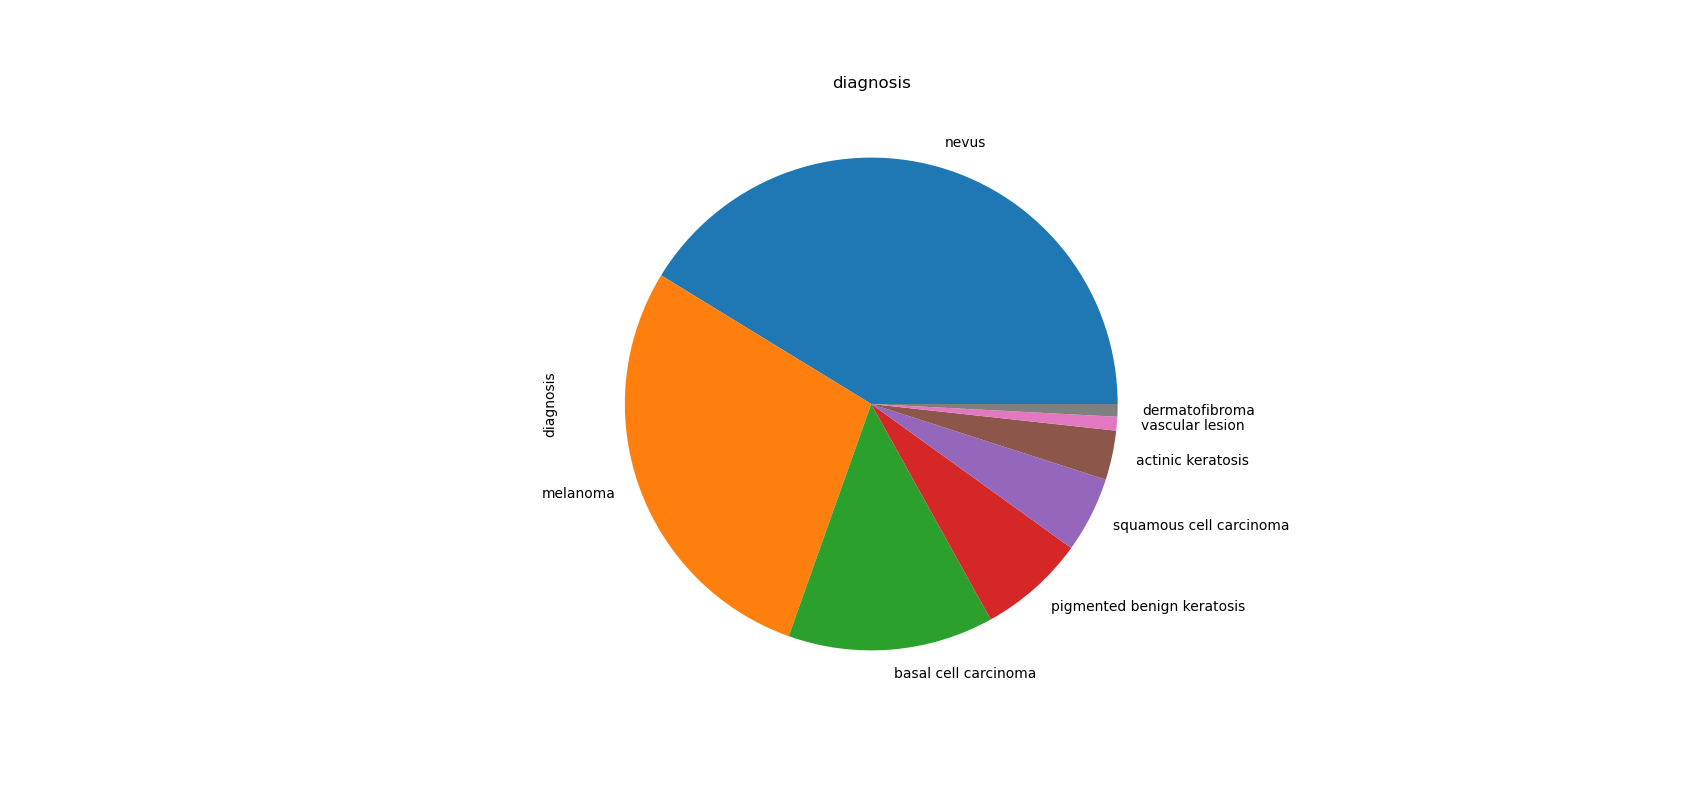 diagnosis
nevus
dermatofibroma
vascular lesion
actinic keratosis
diagnosis
melanoma
squamous cell carcinoma
pigmented benign keratosis
basal cell carcinoma